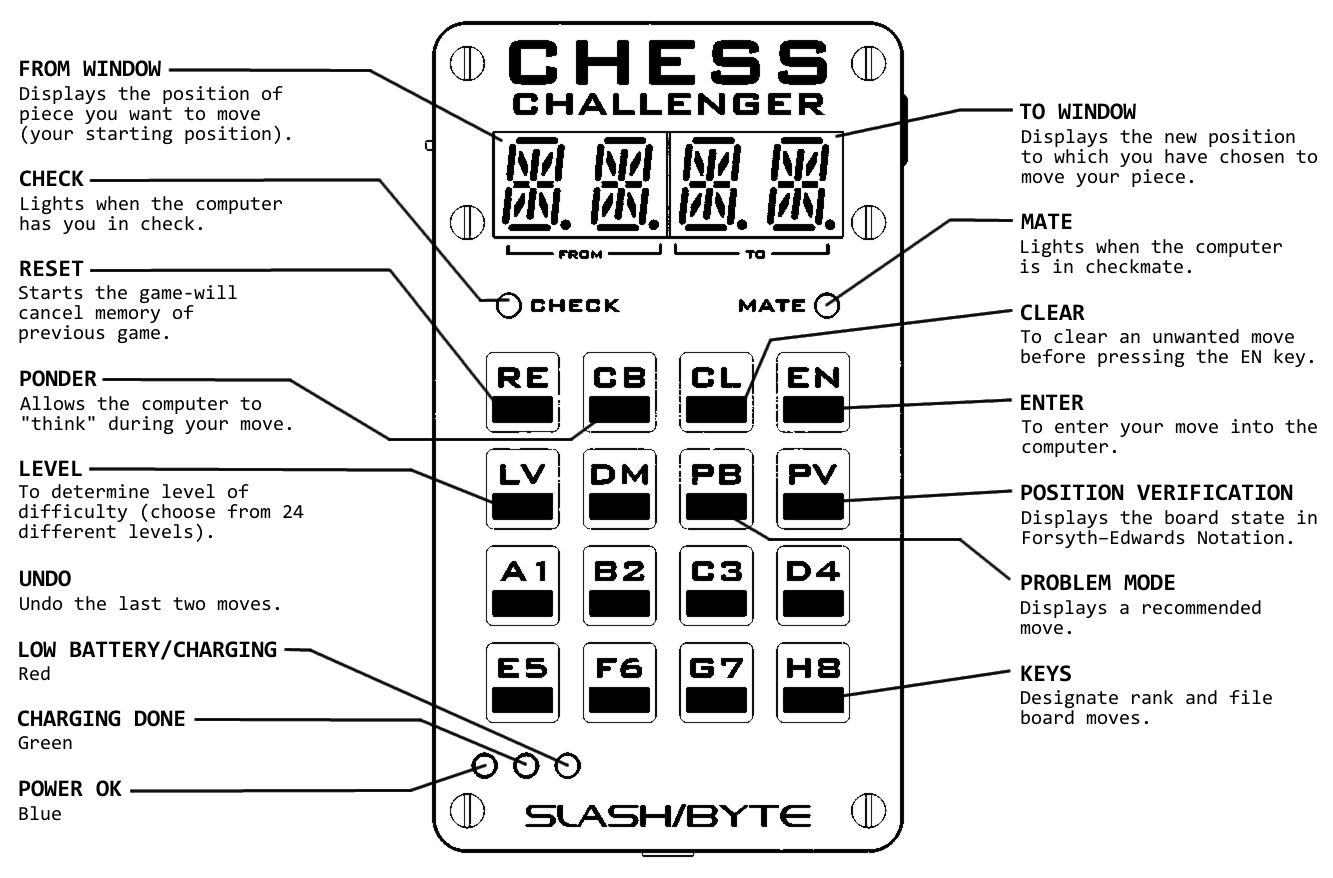 CHESS
CHALLENGER
FROM WINDOW
Displays the position of
piece you want to move
(your starting position).
CHECK
Lights when the computer
has you in check.
RESET
Starts the game-will
cancel memory of
previous game.
PONDER
Allows the computer to
"think" during your move.
LEVEL
To determine level of
difficulty (choose from 24
different levels).
UNDO
Undo the last two moves.
LOW BATTERY/CHARGING
Red
CHARGING DONE
Green
POWER OK
Blue
FROM TO
CHECK MATE
RE CB CL EN
LV DM PB PV
A1 B2 C3 D4
E5 F6 G7 H8
SLASH/BYTE
TO WINDOW
Displays the new position
to which you have chosen to
move your piece.
MATE
Lights when the computer
is in checkmate.
CLEAR
To clear an unwanted move
before pressing the EN key.
ENTER
To enter your move into the
computer.
POSITION VERIFICATION
Displays the board state in
Forsyth–Edwards Notation.
PROBLEM MODE
Displays a recommended
move.
KEYS
Designate rank and file
board moves.